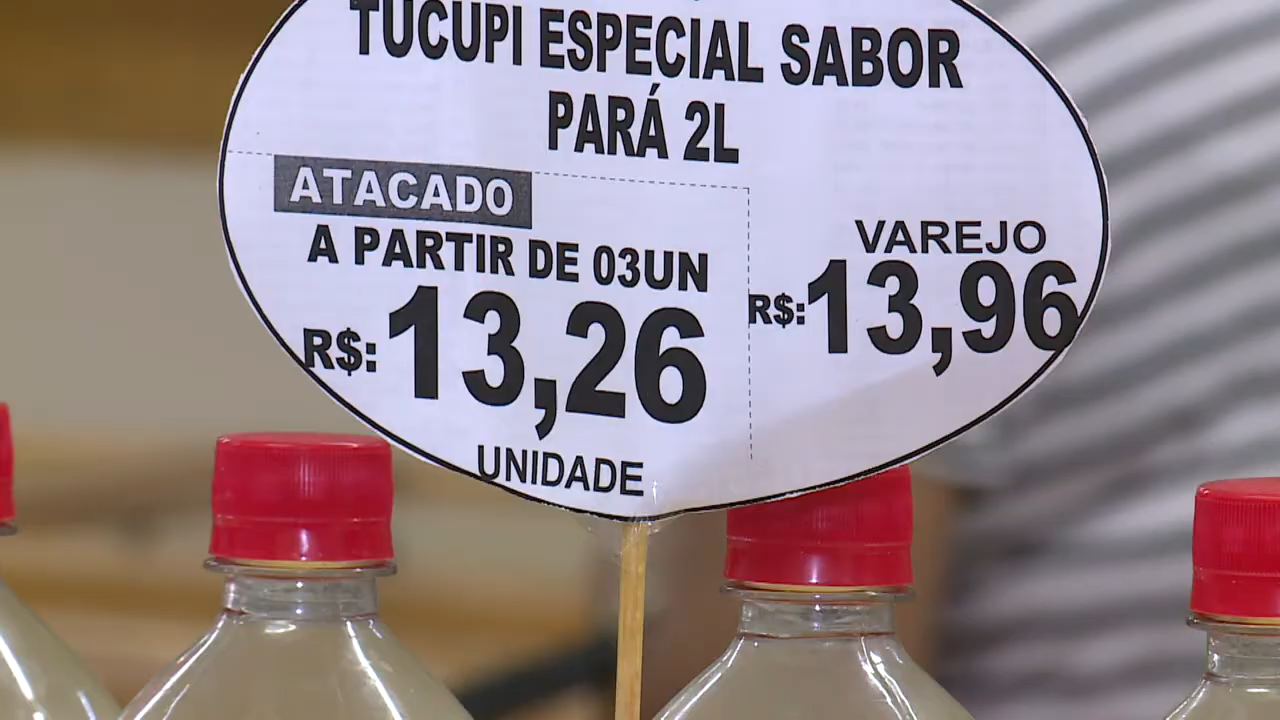 TUCUPI ESPECIAL SABOR
PARÁ 2L
ATACADO
A PARTIR DE 03UN
R$: 13,26
UNIDADE
VAREJO
R$: 13,96